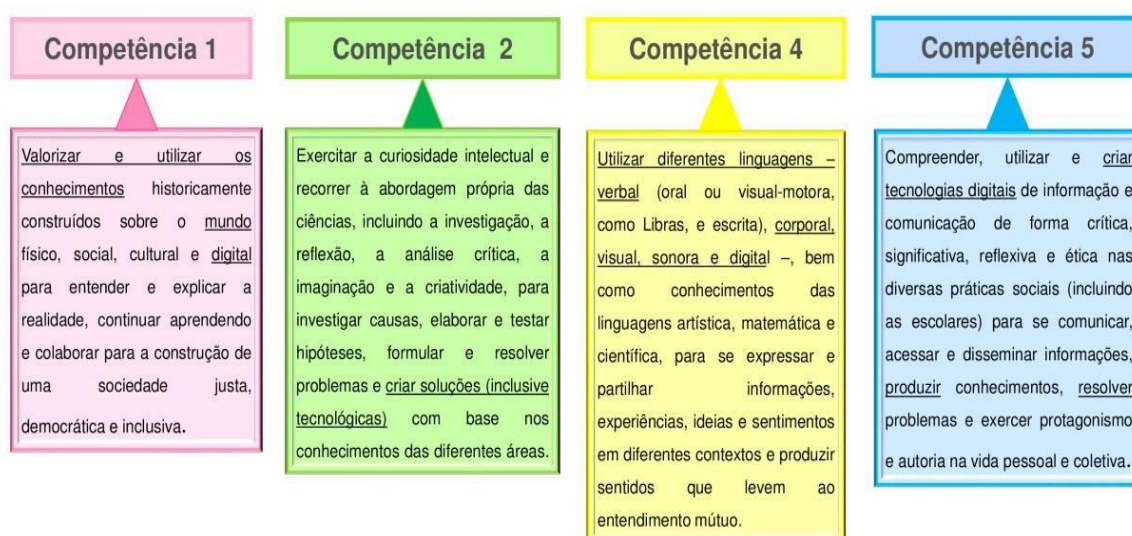 Competência 1
Valorizar e utilizar os
conhecimentos historicamente
construídos sobre o mundo
físico, social, cultural e digital
para entender e explicar a
realidade, continuar aprendendo
e colaborar para a construção de
uma sociedade justa,
democrática e inclusiva.
Competência 2
Exercitar a curiosidade intelectual e
recorrer à abordagem própria das
ciências, incluindo a investigação, a
reflexão, a análise crítica, a
imaginação e a criatividade, para
investigar causas, elaborar e testar
hipóteses, formular e resolver
problemas e criar soluções (inclusive
tecnológicas) com base nos
conhecimentos das diferentes áreas.
Competência 4
Utilizar diferentes linguagens –
verbal (oral ou visual-motora,
como Libras, e escrita), corporal,
visual, sonora e digital –, bem
como conhecimentos das
linguagens artística, matemática e
científica, para se expressar e
partilhar informações,
experiências, ideias e sentimentos
em diferentes contextos e produzir
sentidos que levem ao
entendimento mútuo.
Competência 5
Compreender, utilizar e criar
tecnologias digitais de informação e
comunicação de forma crítica,
significativa, reflexiva e ética nas
diversas práticas sociais (incluindo
as escolares) para se comunicar,
acessar e disseminar informações,
produzir conhecimentos, resolver
problemas e exercer protagonismo
e autoria na vida pessoal e coletiva.